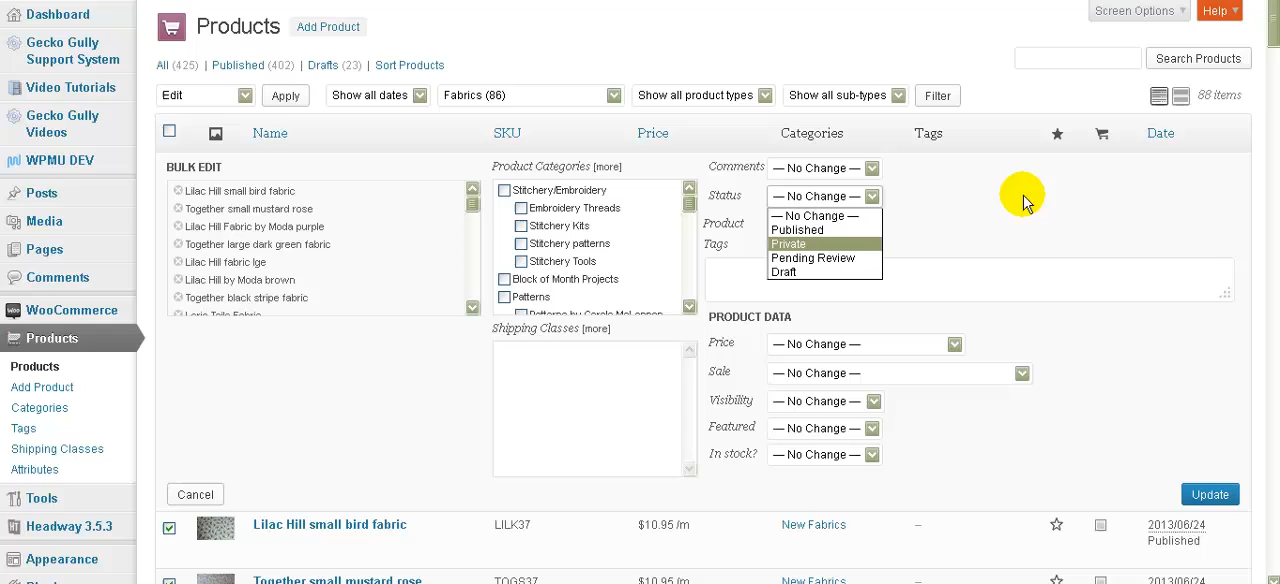 Dashboard
Gecko Gully
Support System
Video Tutorials
Gecko Gully
Videos
WPMU DEV
Posts
Media
Pages
Comments
WooCommerce
Products
Products
Add Product
Categories
Tags
Shipping Classes
Attributes
Tools
Headway 3.5.3
Appearance
Products Add Product
Screen Options Help
All (425) | Published (402) | Drafts (23) | Sort Products
Search Products
Edit Apply Show all dates Fabrics (86) Show all product types Show all sub-types Filter 88 items
Name SKU Price Categories Tags Date
BULK EDIT
Lilac Hill small bird fabric
Together small mustard rose
Lilac Hill Fabric by Moda purple
Together large dark green fabric
Lilac Hill fabric lge
Lilac Hill by Moda brown
Together black stripe fabric
Product Categories [more]
Stitchery/Embroidery
Embroidery Threads
Stitchery Kits
Stitchery patterns
Stitchery Tools
Block of Month Projects
Patterns
Shipping Classes [more]
Comments — No Change —
Status — No Change —
— No Change —
Published
Private
Pending Review
Draft
Product
Tags
PRODUCT DATA
Price — No Change —
Sale — No Change —
Visibility — No Change —
Featured — No Change —
In stock? — No Change —
Cancel Update
Lilac Hill small bird fabric LILK37 $10.95 /m New Fabrics – 2013/06/24
Published
Together small mustard rose TOGS37 $10.95 /m New Fabrics – 2013/06/24